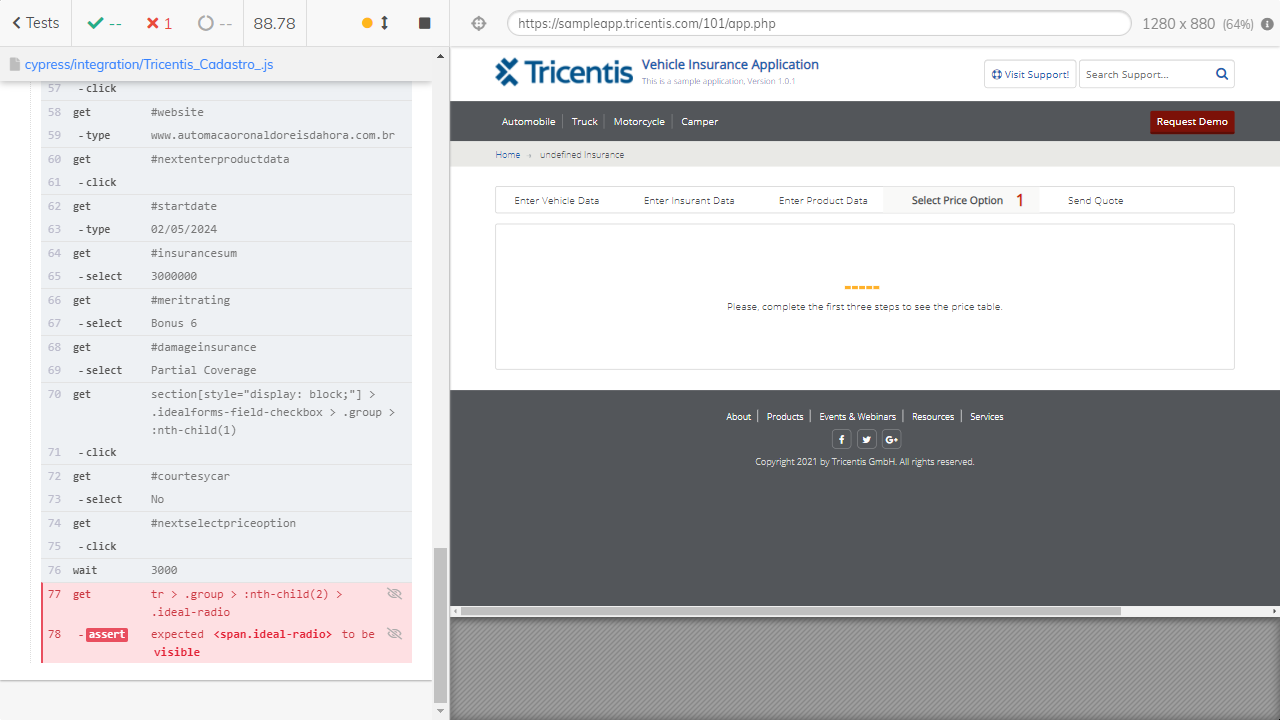 Tests
--
1
--
88.78
https://sampleapp.tricentis.com/101/app.php
1280 x 880 (64%)
cypress/integration/Tricentis_Cadastro_.js
57 -click
58 get #website
59 -type www.automacaoronaldoreisdahora.com.br
60 get #nextenterproductdata
61 -click
62 get #startdate
63 -type 02/05/2024
64 get #insurancesum
65 -select 3000000
66 get #meritrating
67 -select Bonus 6
68 get #damageinsurance
69 -select Partial Coverage
70 get section[style="display: block;"] >
.idealforms-field-checkbox > .group >
:nth-child(1)
71 -click
72 get #courtesycar
73 -select No
74 get #nextselectpriceoption
75 -click
76 wait 3000
77 get tr > .group > :nth-child(2) >
.ideal-radio
78 -assert expected <span.ideal-radio> to be
visible
Tricentis
Vehicle Insurance Application
This is a sample application, Version 1.0.1
Visit Support!
Search Support...
Automobile Truck Motorcycle Camper
Request Demo
Home › undefined Insurance
Enter Vehicle Data Enter Insurant Data Enter Product Data Select Price Option 1 Send Quote
Please, complete the first three steps to see the price table.
About Products Events & Webinars Resources Services
Copyright 2021 by Tricentis GmbH. All rights reserved.